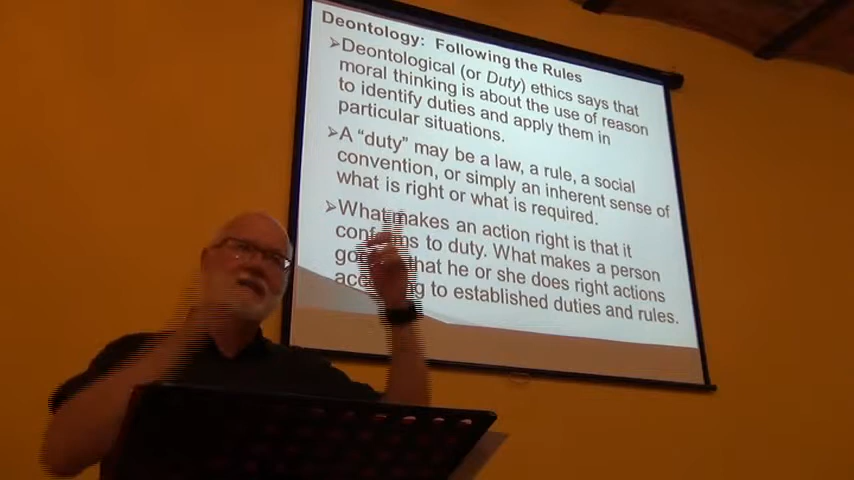 Deontology: Following the Rules
➢Deontological (or Duty) ethics says that
moral thinking is about the use of reason
to identify duties and apply them in
particular situations.
➢A “duty” may be a law, a rule, a social
convention, or simply an inherent sense of
what is right or what is required.
➢What makes an action right is that it
to duty. What makes a person
that he or she does right actions
to established duties and rules.